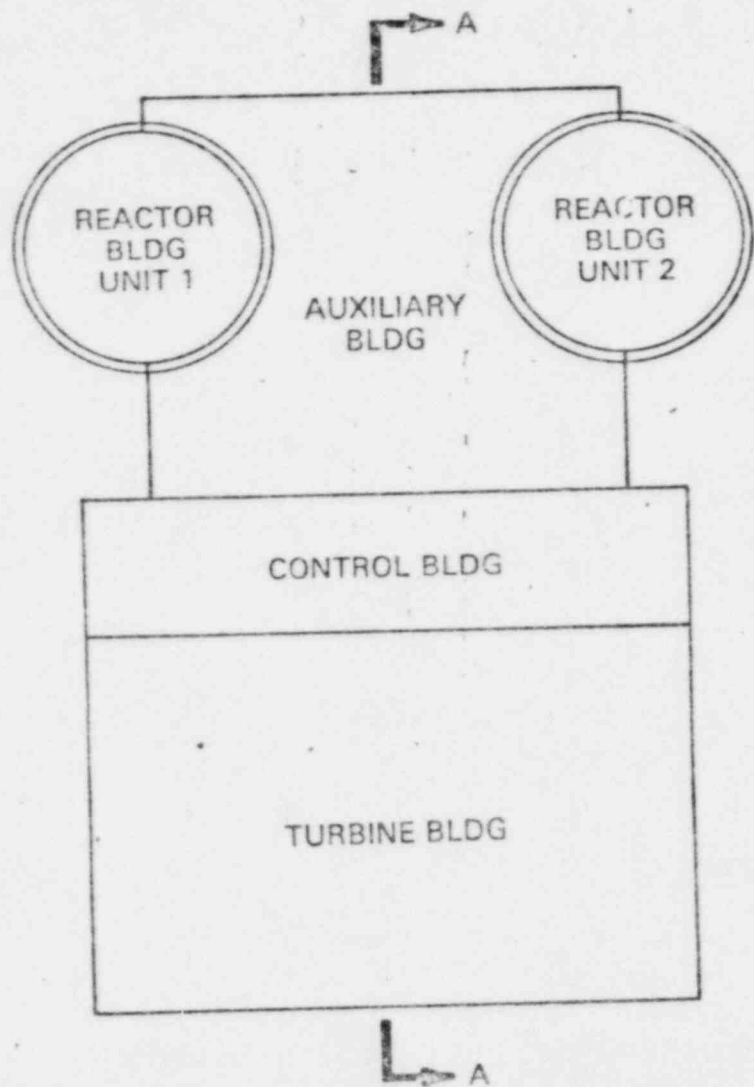 A
REACTOR
BLDG
UNIT 1
REACTOR
BLDG
UNIT 2
AUXILIARY
BLDG
CONTROL BLDG
TURBINE BLDG
A